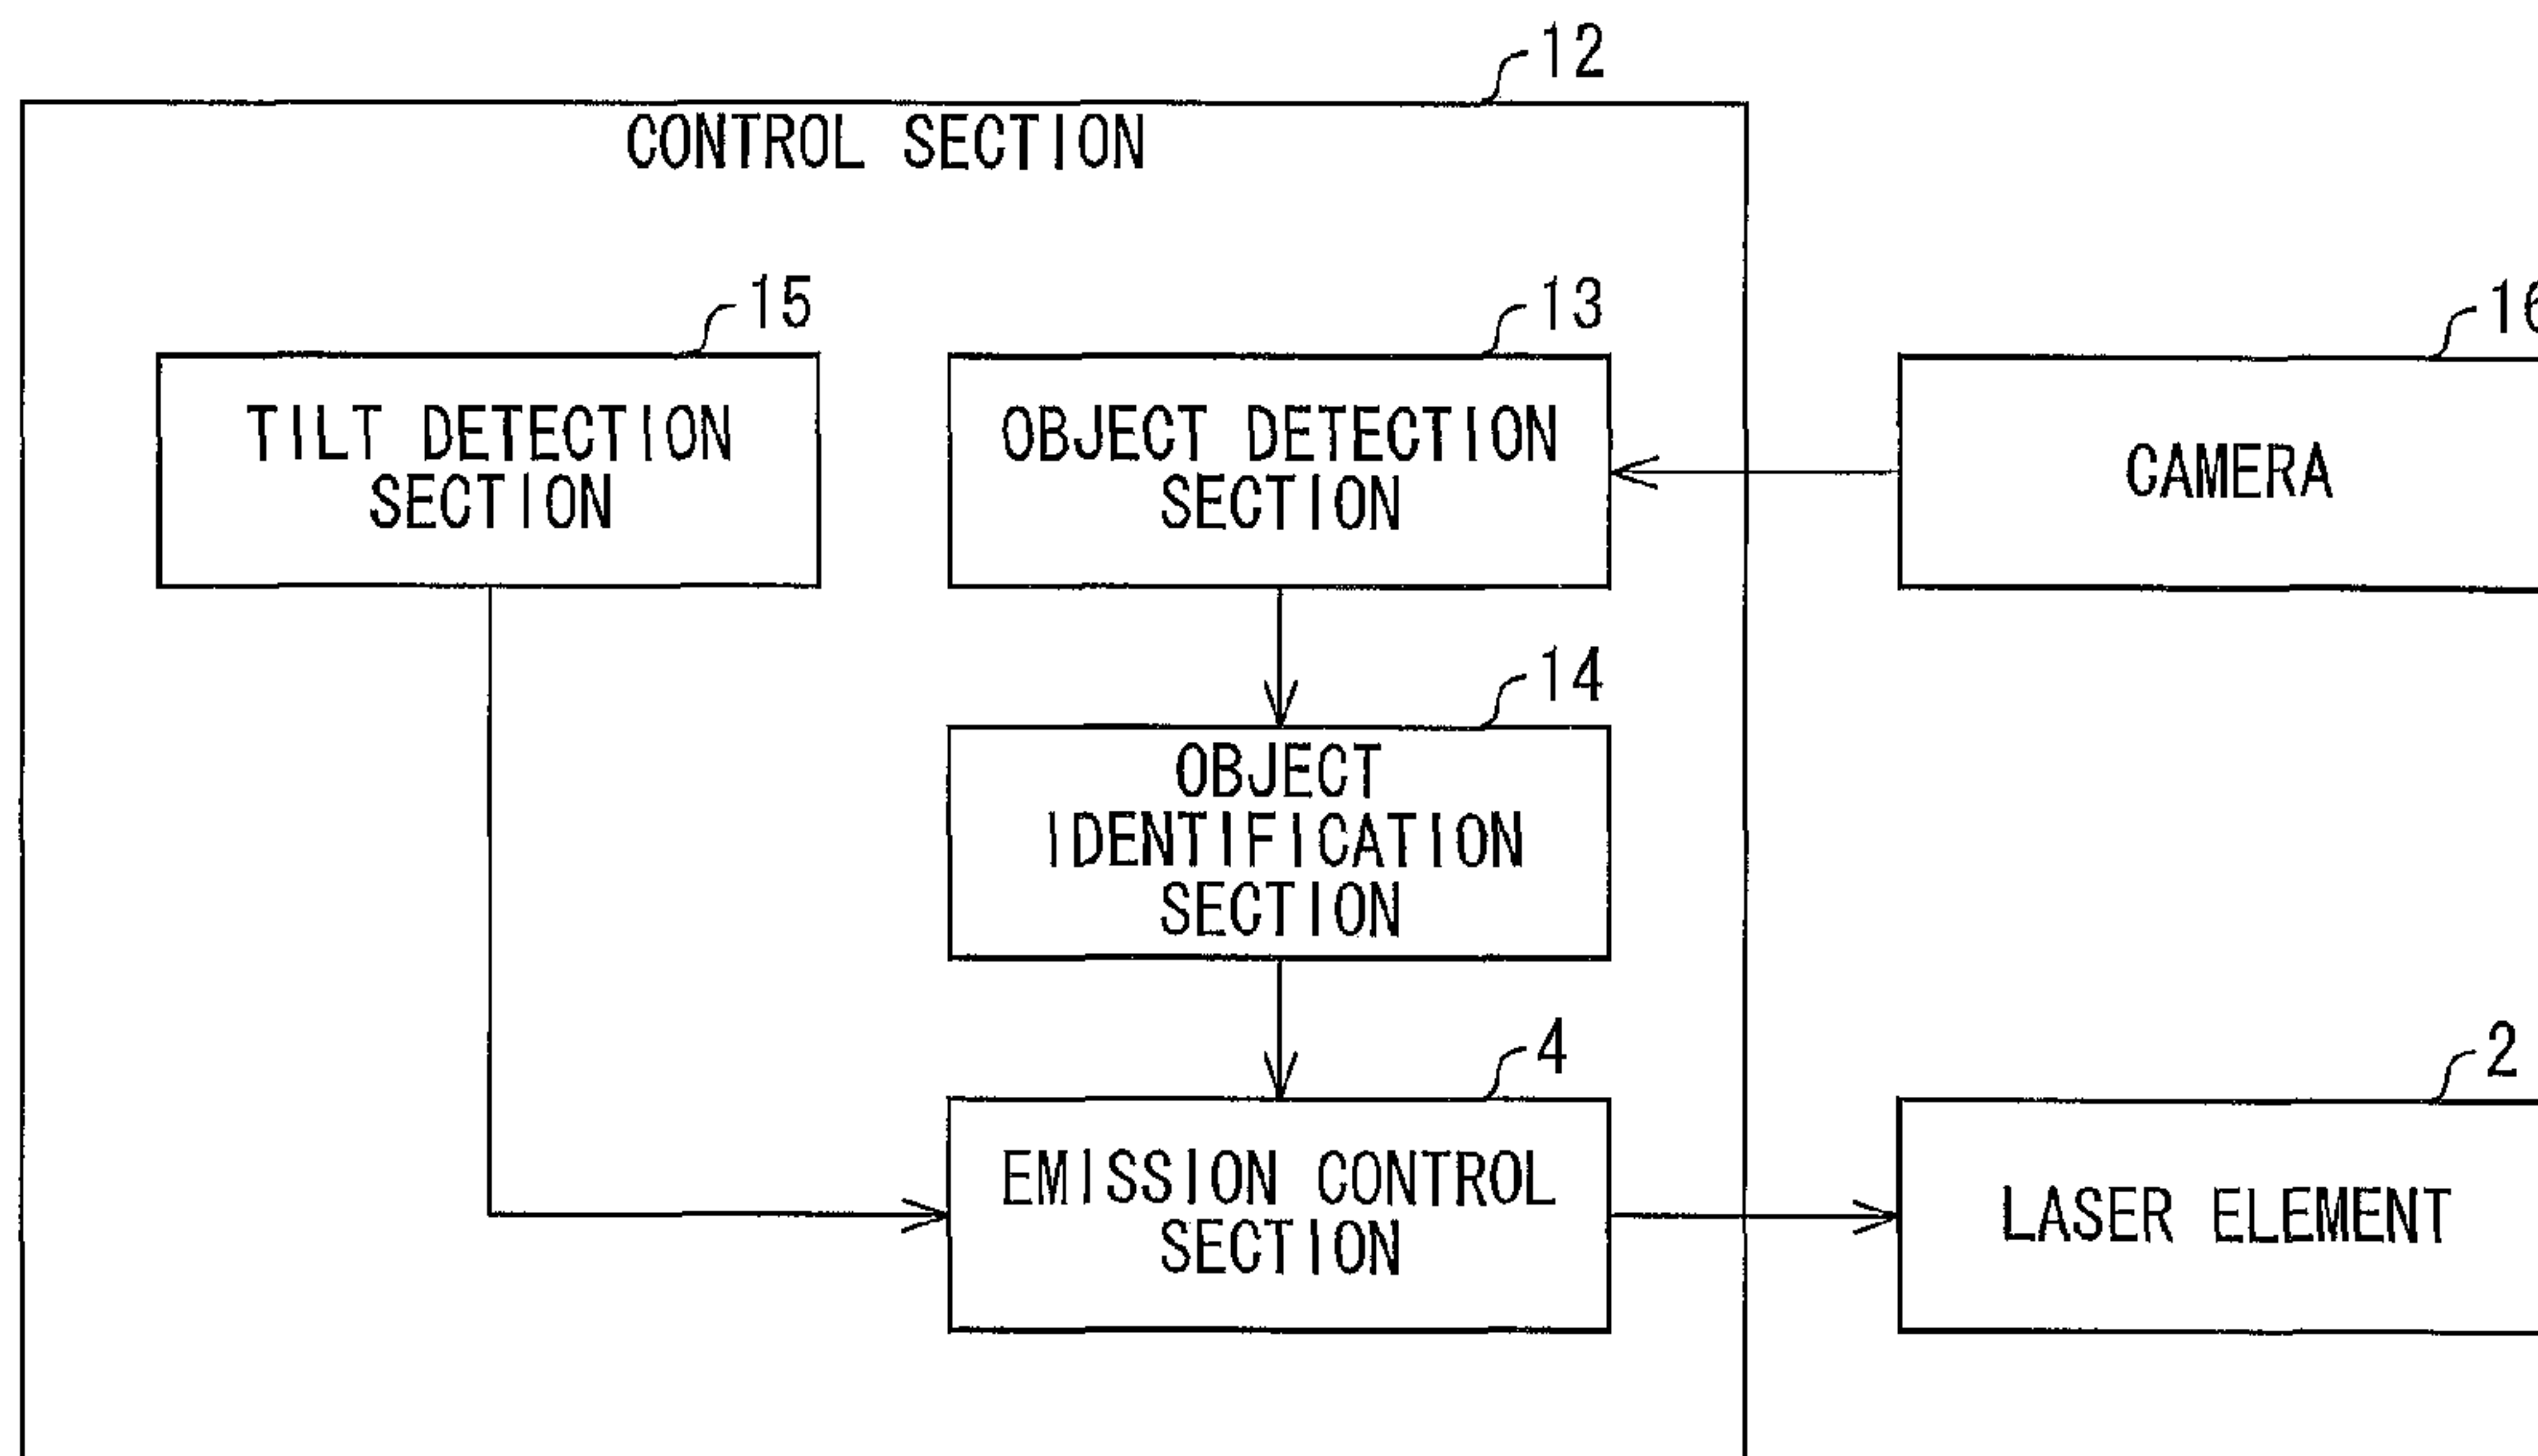 12
CONTROL SECTION
15
13
16
TILT DETECTION
SECTION
OBJECT DETECTION
SECTION
CAMERA
14
OBJECT
IDENTIFICATION
SECTION
4
2
EMISSION CONTROL
SECTION
LASER ELEMENT